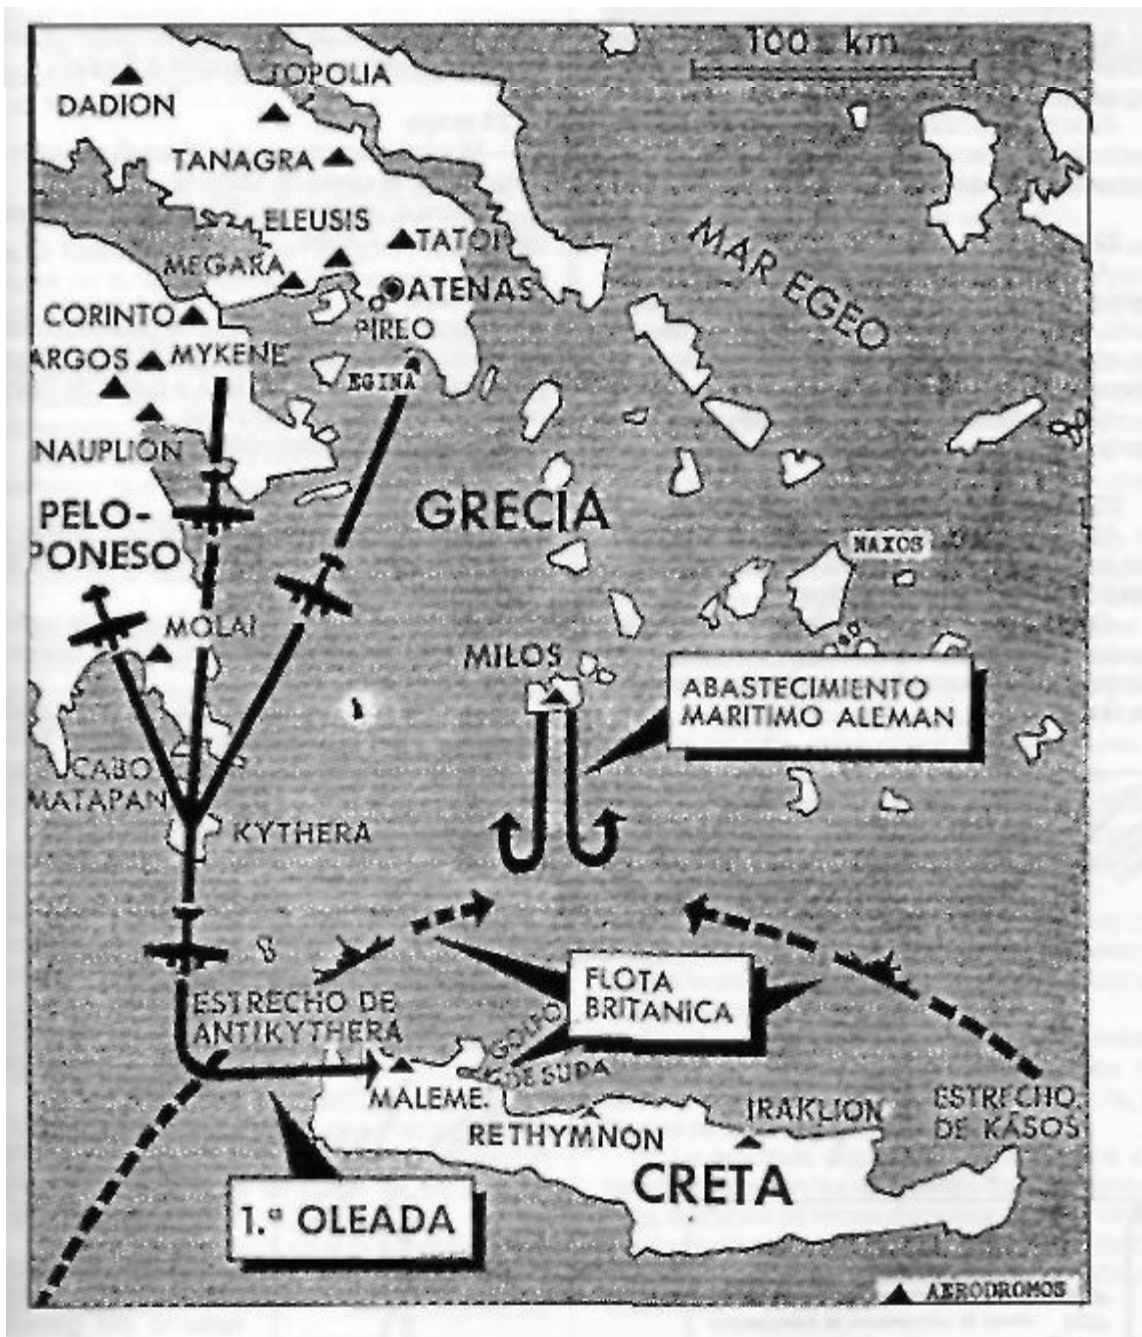 100 km
TOPOLIA
DADION
TANAGRA
ELEUSIS
TATOI
MEGARA
ATENAS
CORINTO
PIREO
ARGOS
MYKENE
EGINA
NAUPLION
GRECIA
MAR EGEO
PELO-
PONESO
NAXOS
MOLAI
MILOS
ABASTECIMIENTO
MARITIMO ALEMAN
CABO
MATAPAN
KYTHERA
FLOTA
BRITANICA
ESTRECHO DE
ANTIKYTHERA
GOLFO
DE SUDA
MALEME.
RETHYMNON
IRAKLION
ESTRECHO
DE KASOS
CRETA
1.ª OLEADA
AERODROMOS